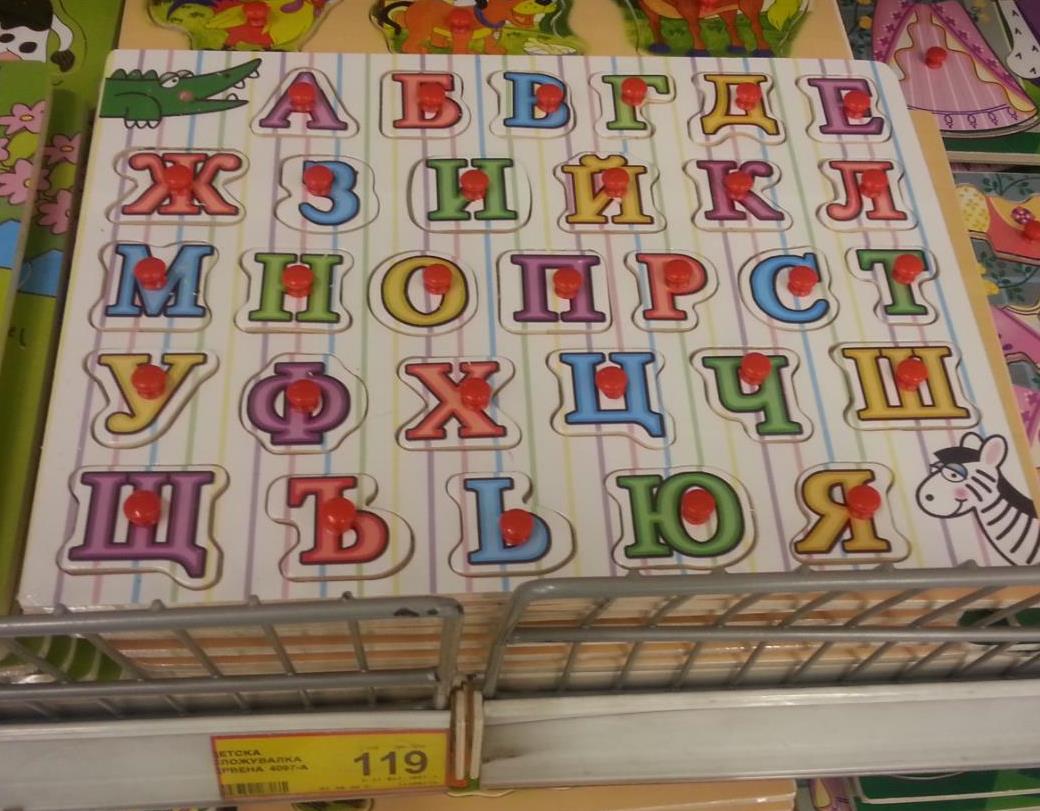 А Б В Г Д Е
Ж З И Й К Л
М Н О П Р С Т
У Ф Х Ц Ч Ш
Щ Ъ Ь Ю Я
ЕТСКА
ЛОЖУВАЛКА
РВЕНА 4097-А
119